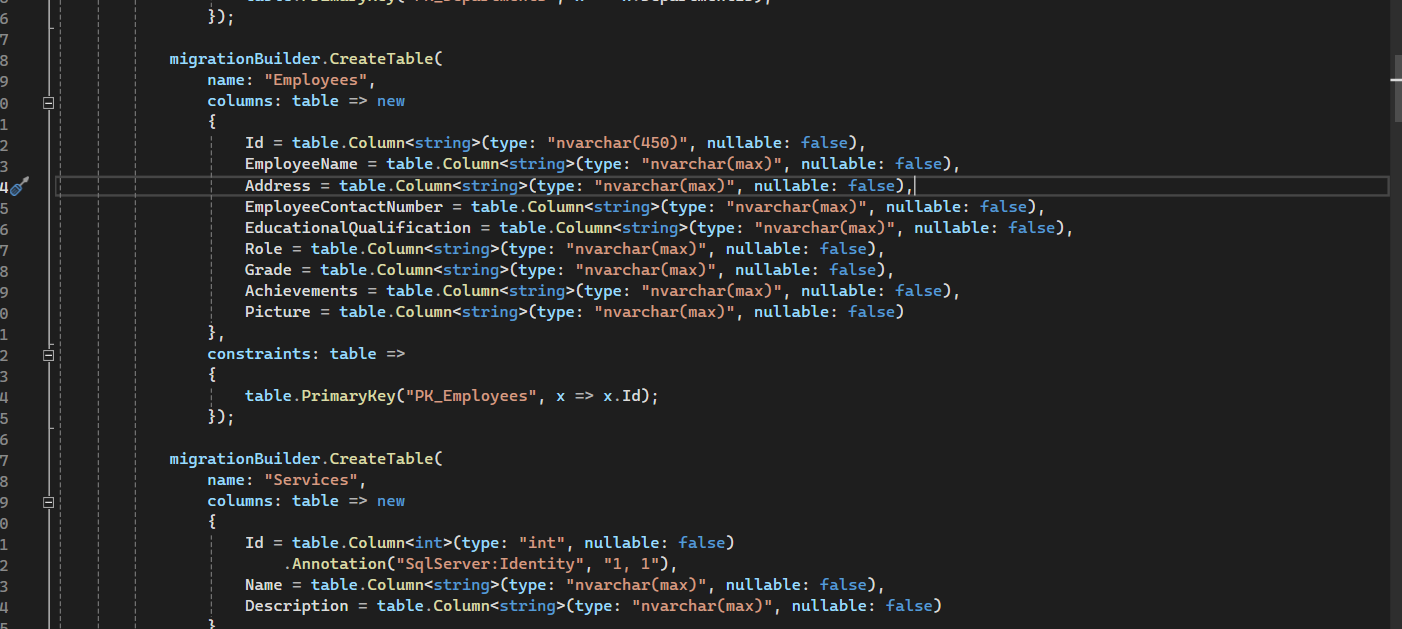 6 });
7
8 migrationBuilder.CreateTable(
9 name: "Employees",
0 columns: table => new
1 {
2 Id = table.Column<string>(type: "nvarchar(450)", nullable: false),
3 EmployeeName = table.Column<string>(type: "nvarchar(max)", nullable: false),
4 Address = table.Column<string>(type: "nvarchar(max)", nullable: false),
5 EmployeeContactNumber = table.Column<string>(type: "nvarchar(max)", nullable: false),
6 EducationalQualification = table.Column<string>(type: "nvarchar(max)", nullable: false),
7 Role = table.Column<string>(type: "nvarchar(max)", nullable: false),
8 Grade = table.Column<string>(type: "nvarchar(max)", nullable: false),
9 Achievements = table.Column<string>(type: "nvarchar(max)", nullable: false),
0 Picture = table.Column<string>(type: "nvarchar(max)", nullable: false)
1 },
2 constraints: table =>
3 {
4 table.PrimaryKey("PK_Employees", x => x.Id);
5 });
6
7 migrationBuilder.CreateTable(
8 name: "Services",
9 columns: table => new
0 {
1 Id = table.Column<int>(type: "int", nullable: false)
2 .Annotation("SqlServer:Identity", "1, 1"),
3 Name = table.Column<string>(type: "nvarchar(max)", nullable: false),
4 Description = table.Column<string>(type: "nvarchar(max)", nullable: false)